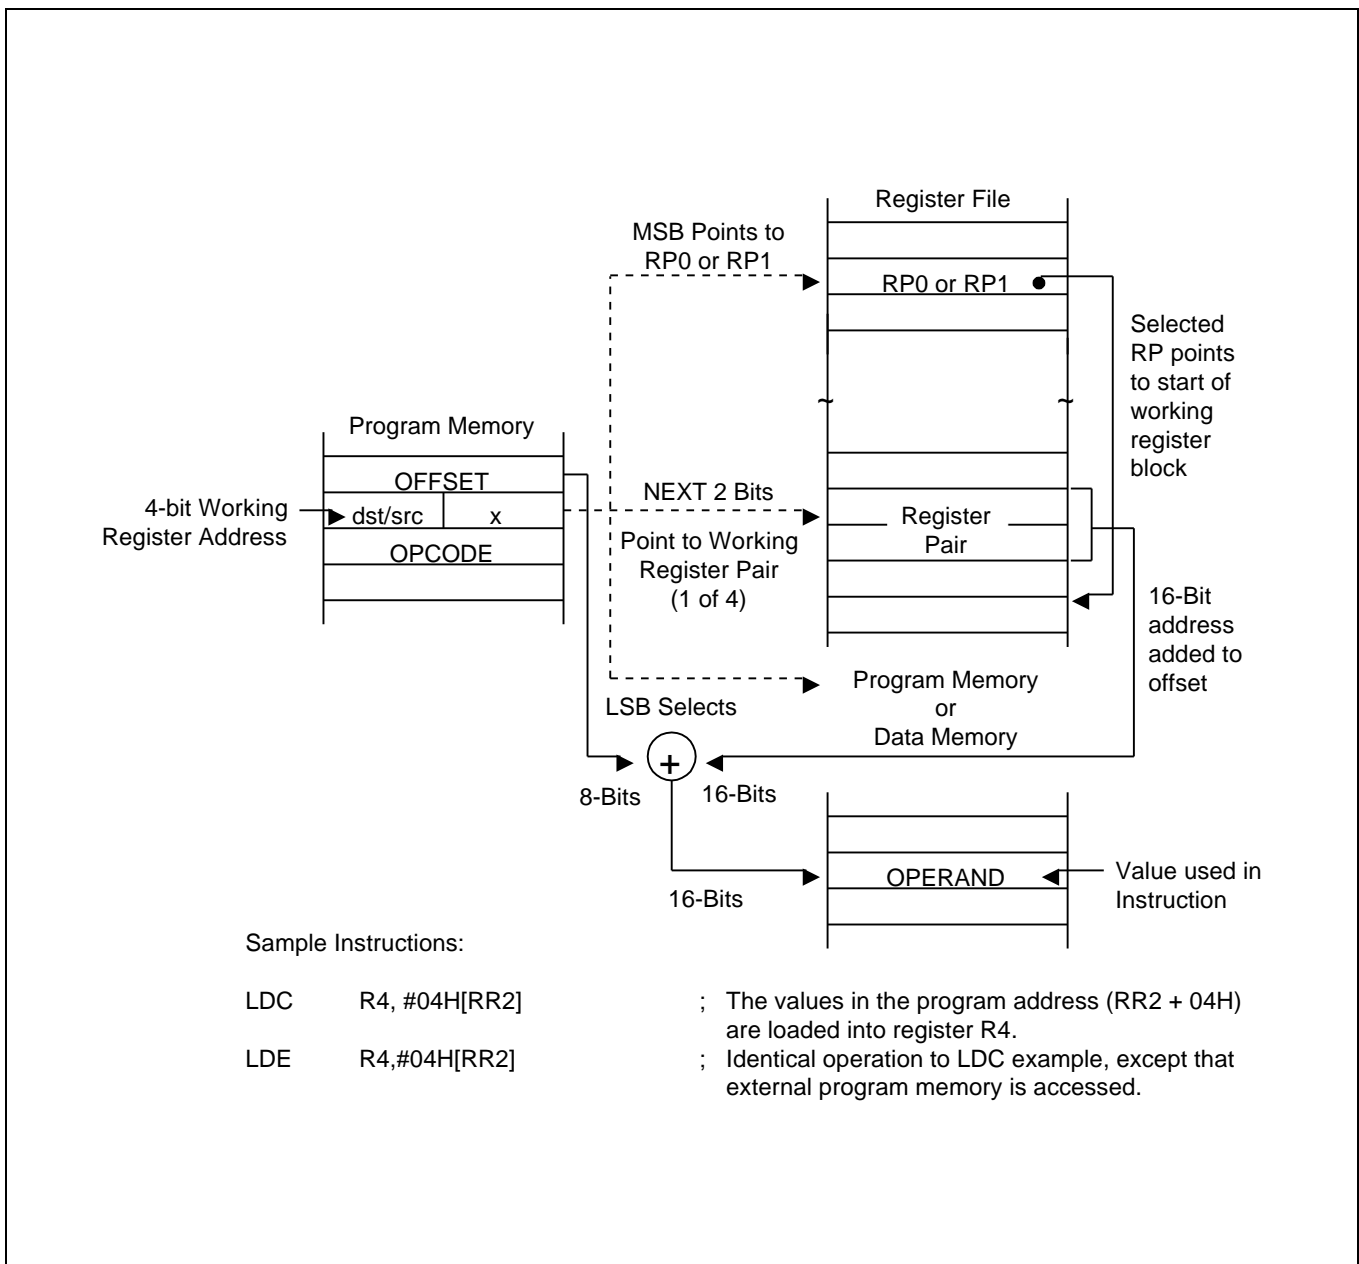 Register File
MSB Points to
RP0 or RP1
RP0 or RP1
Selected
RP points
to start of
working
register
block
Program Memory
OFFSET
4-bit Working
Register Address
dst/src
x
OPCODE
NEXT 2 Bits
Point to Working
Register Pair
(1 of 4)
Register
Pair
16-Bit
address
added to
offset
Program Memory
or
Data Memory
LSB Selects
+
8-Bits
16-Bits
16-Bits
OPERAND
Value used in
Instruction
Sample Instructions:
LDC R4, #04H[RR2] ; The values in the program address (RR2 + 04H)
are loaded into register R4.
LDE R4,#04H[RR2] ; Identical operation to LDC example, except that
external program memory is accessed.